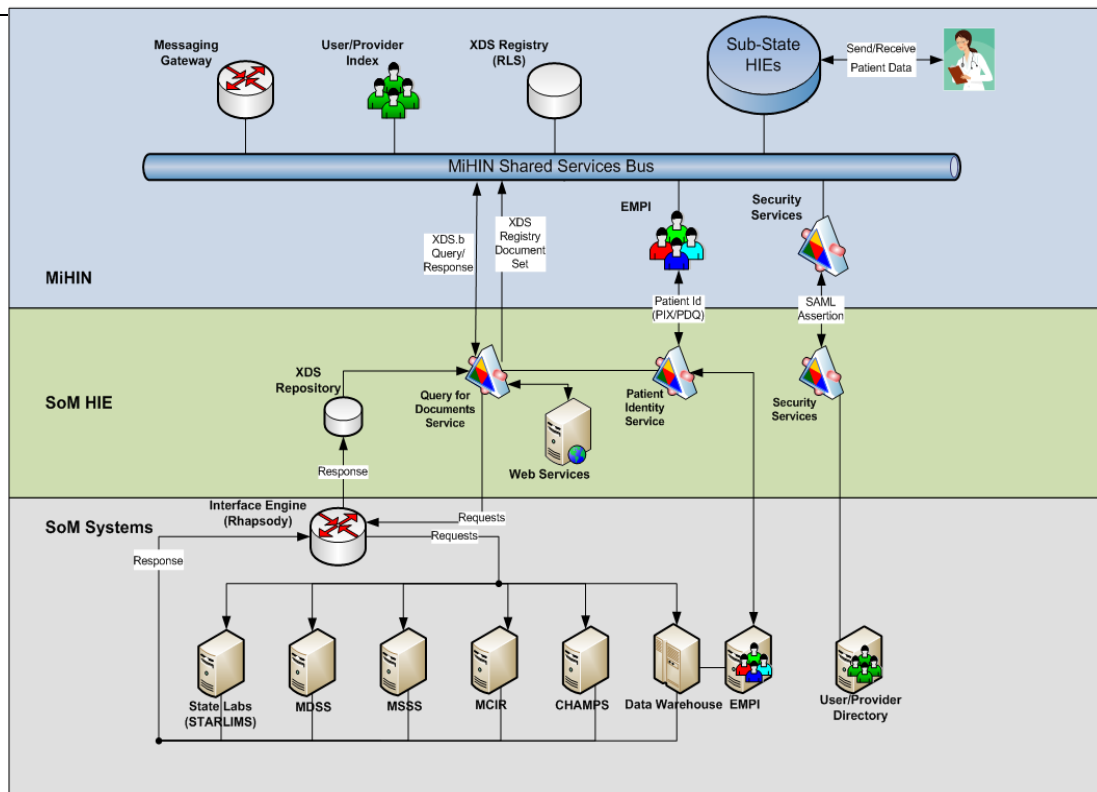 Messaging
Gateway
User/Provider
Index
XDS Registry
(RLS)
Sub-State
HIEs
Send/Receive
Patient Data
MiHIN Shared Services Bus
XDS.b
Query/
Response
XDS
Registry
Document
Set
EMPI
Security
Services
MiHIN
Patient Id
(PIX/PDQ)
SAML
Assertion
SoM HIE
XDS
Repository
Query for
Documents
Service
Web Services
Patient
Identity
Service
Security
Services
Response
SoM Systems
Interface Engine
(Rhapsody)
Requests
Requests
Response
State Labs
(STARLIMS)
MDSS
MSSS
MCIR
CHAMPS
Data Warehouse
EMPI
User/Provider
Directory